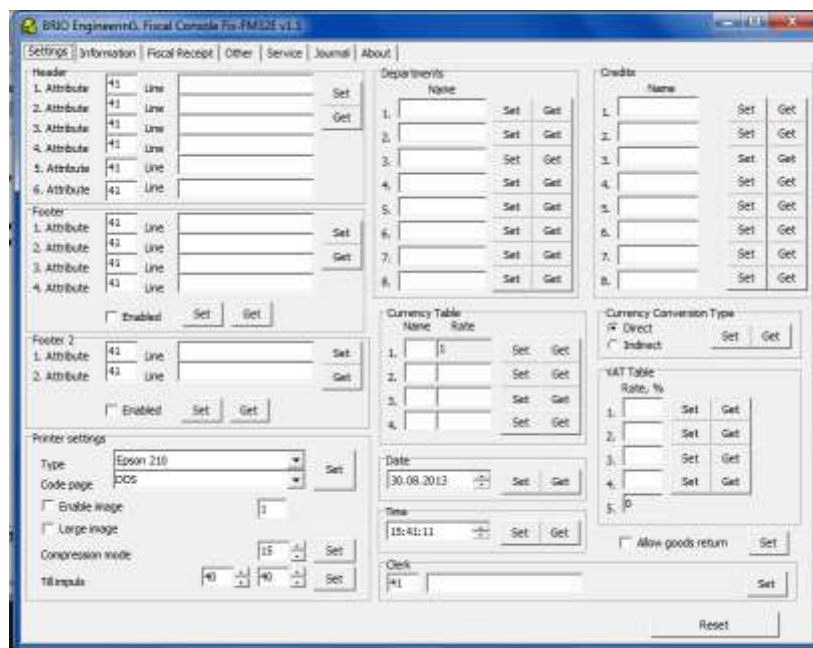 BRIO EngineerinG. Fiscal Console Fis-FM32E v1.1
Settings Information Fiscal Receipt Other Service Journal About
Header
1. Attribute 41 Line
2. Attribute 41 Line
3. Attribute 41 Line
4. Attribute 41 Line
5. Attribute 41 Line
6. Attribute 41 Line
Set
Get
Footer
1. Attribute 41 Line
2. Attribute 41 Line
3. Attribute 41 Line
4. Attribute 41 Line
Set
Get
Enabled Set Get
Footer 2
1. Attribute 41 Line Set
2. Attribute 41 Line Get
Enabled Set Get
Printer settings
Type Epson 210
Code page DOS
Set
Enable image 1
Large image
Compression mode 15 Set
Till impuls 40 40 Set
Departments
Name
1. Set Get
2. Set Get
3. Set Get
4. Set Get
5. Set Get
6. Set Get
7. Set Get
8. Set Get
Currency Table
Name Rate
1. 1 Set Get
2. Set Get
3. Set Get
4. Set Get
Date
30.08.2013 Set Get
Time
15:41:11 Set Get
Clerk
41 Set
Credits
Name
1. Set Get
2. Set Get
3. Set Get
4. Set Get
5. Set Get
6. Set Get
7. Set Get
8. Set Get
Currency Conversion Type
Direct
Indirect
Set Get
VAT Table
Rate, %
1. Set Get
2. Set Get
3. Set Get
4. Set Get
5. 0
Allow goods return Set
Reset